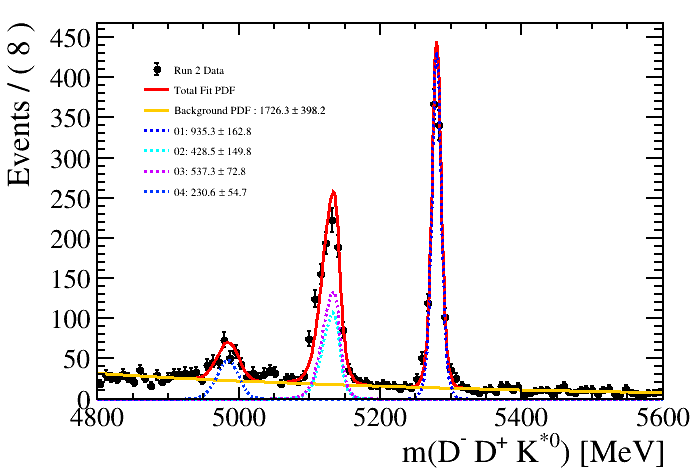 Events / ( 8 )
450
400
350
300
250
200
150
100
50
0
Run 2 Data
Total Fit PDF
Background PDF : 1726.3 ± 398.2
01: 935.3 ± 162.8
02: 428.5 ± 149.8
03: 537.3 ± 72.8
04: 230.6 ± 54.7
4800 5000 5200 5400 5600
m(D⁻ D⁺ K*⁰) [MeV]